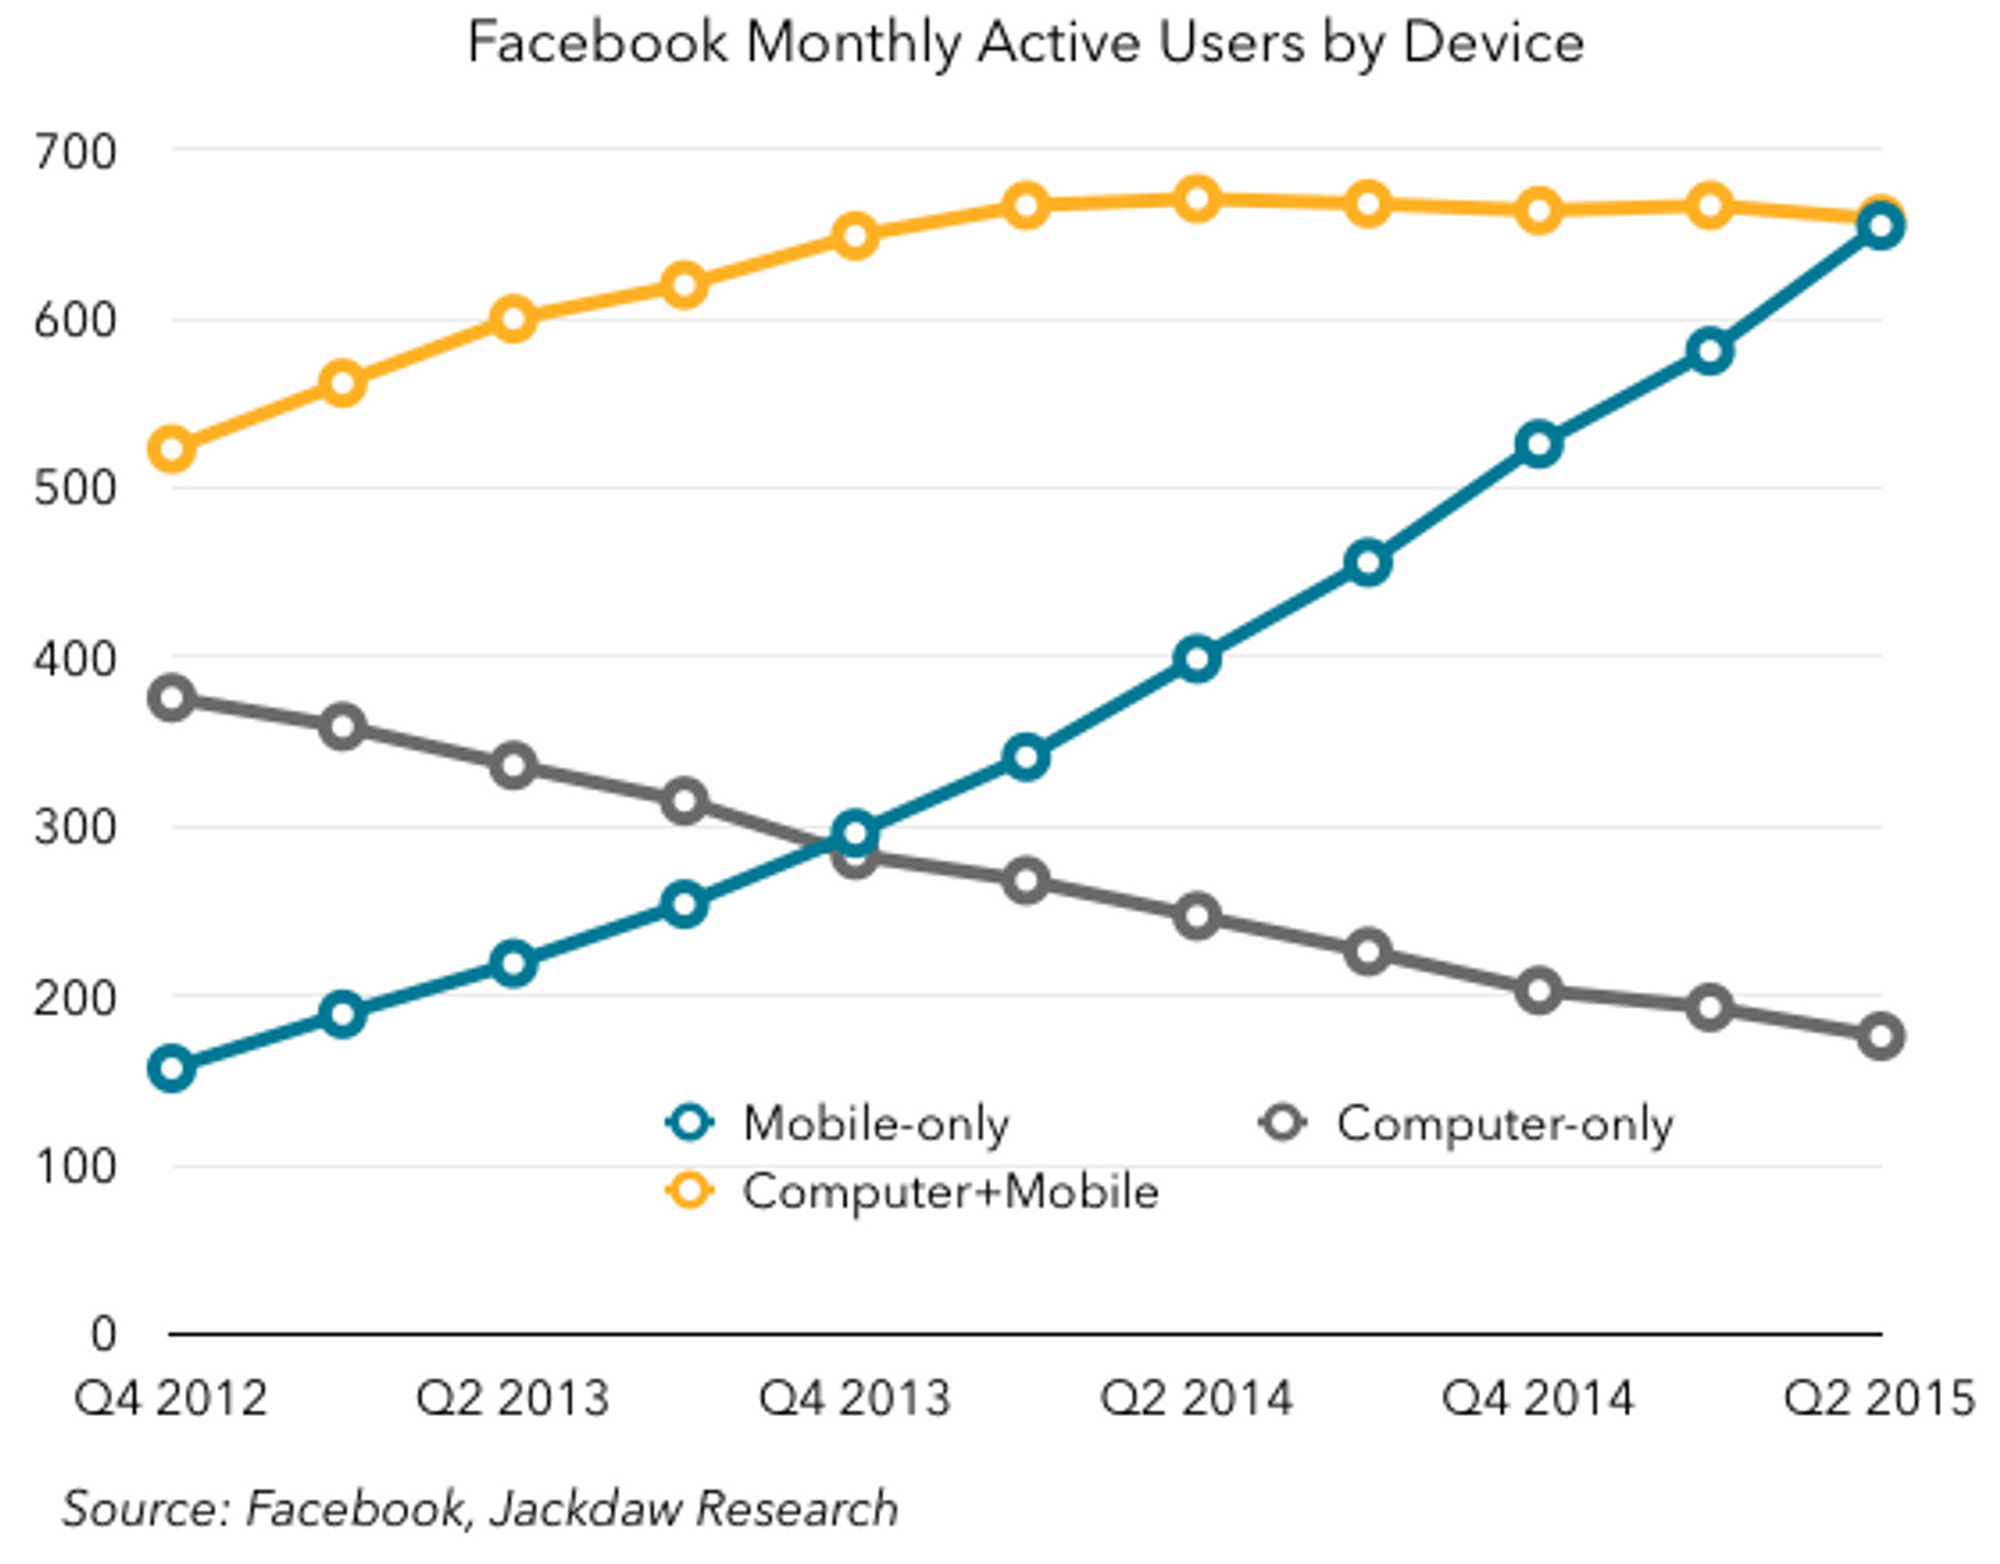 Facebook Monthly Active Users by Device
700
600
500
400
300
200
100
0
Mobile-only
Computer-only
Computer+Mobile
Q4 2012 Q2 2013 Q4 2013 Q2 2014 Q4 2014 Q2 2015
Source: Facebook, Jackdaw Research